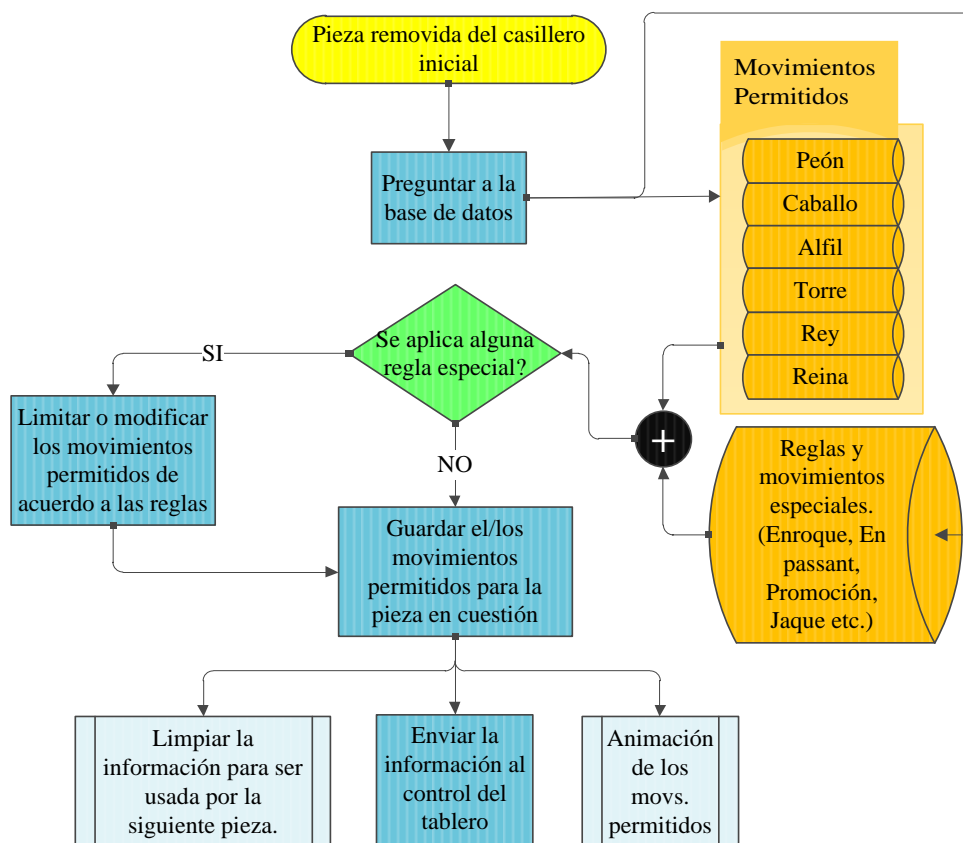 Pieza removida del casillero
inicial
Movimientos
Permitidos
Preguntar a la
base de datos
Peón
Caballo
Alfil
Torre
Rey
Reina
Se aplica alguna
regla especial?
SI
NO
Limitar o modificar
los movimientos
permitidos de
acuerdo a las reglas
+
Reglas y
movimientos
especiales.
(Enroque, En
passant,
Promoción,
Jaque etc.)
Guardar el/los
movimientos
permitidos para la
pieza en cuestión
Limpiar la
información para ser
usada por la
siguiente pieza.
Enviar la
información al
control del
tablero
Animación
de los
movs.
permitidos